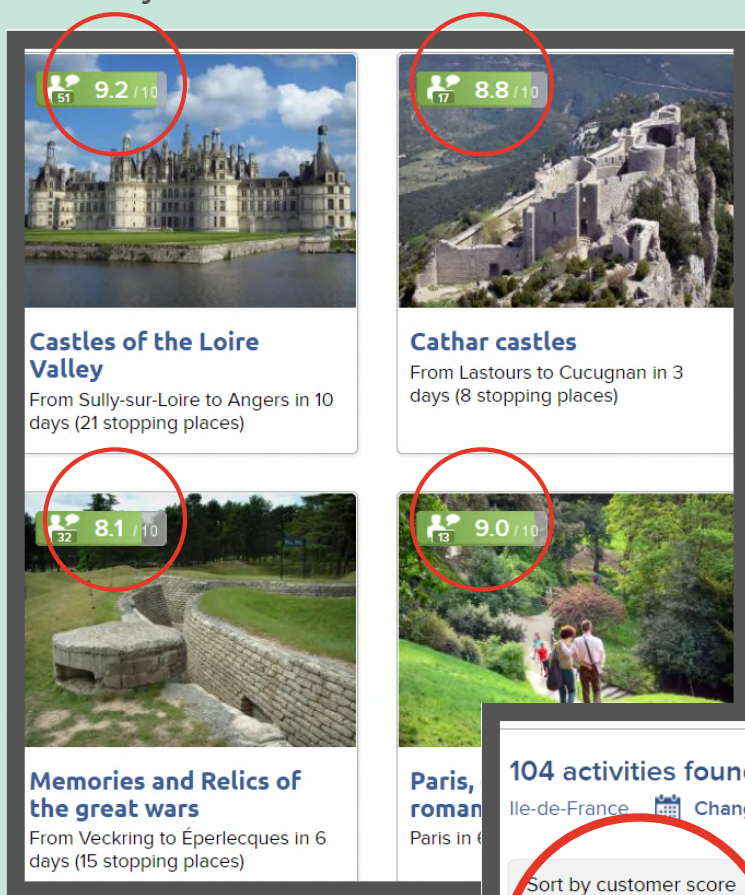 51 9.2 / 10
17 8.8 / 10
Castles of the Loire
Valley
From Sully-sur-Loire to Angers in 10
days (21 stopping places)
Cathar castles
From Lastours to Cucugnan in 3
days (8 stopping places)
32 8.1 / 10
13 9.0 / 10
Memories and Relics of
the great wars
From Veckring to Éperlecques in 6
days (15 stopping places)
Paris,
roman
Paris in
104 activities foun
Ile-de-France Chan
Sort by customer score